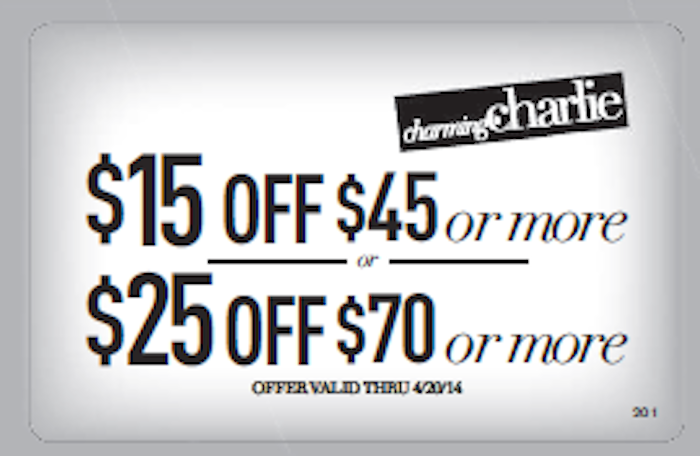 charming charlie
$15 OFF $45 or more
or
$25 OFF $70 or more
OFFER VALID THRU 4/20/14
201